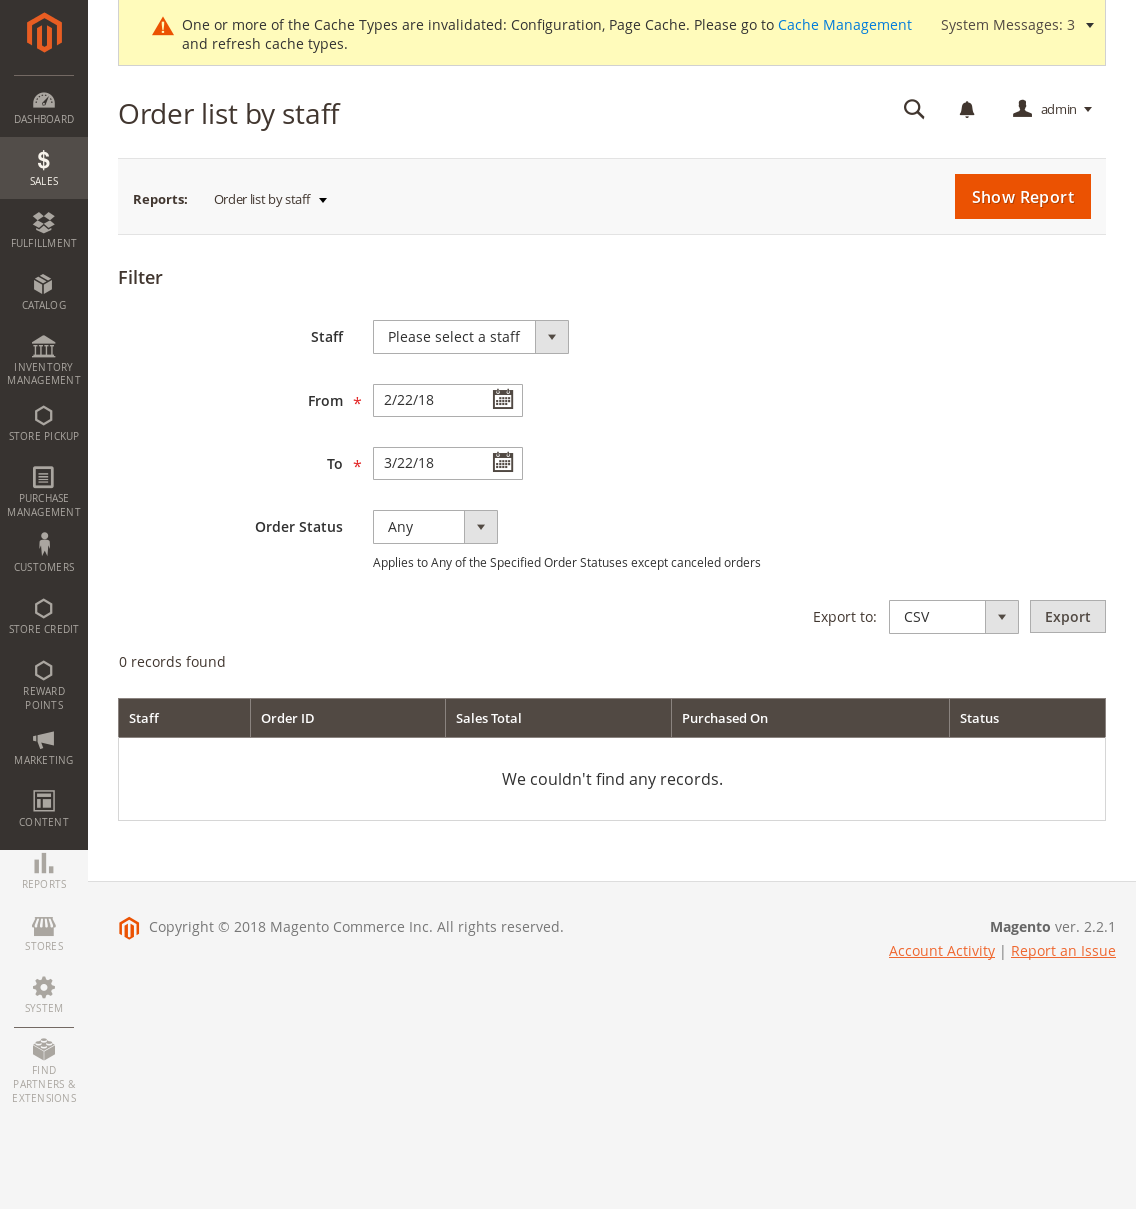 One or more of the Cache Types are invalidated: Configuration, Page Cache. Please go to Cache Management
and refresh cache types.
System Messages: 3
Order list by staff
admin
Reports:
Order list by staff
Show Report
DASHBOARD
SALES
FULFILLMENT
CATALOG
INVENTORY
MANAGEMENT
STORE PICKUP
PURCHASE
MANAGEMENT
CUSTOMERS
STORE CREDIT
REWARD
POINTS
MARKETING
CONTENT
REPORTS
STORES
SYSTEM
FIND
PARTNERS &
EXTENSIONS
Filter
Staff
Please select a staff
From *
2/22/18
To *
3/22/18
Order Status
Any
Applies to Any of the Specified Order Statuses except canceled orders
Export to:
CSV
Export
0 records found
Staff
Order ID
Sales Total
Purchased On
Status
We couldn't find any records.
Copyright © 2018 Magento Commerce Inc. All rights reserved.
Magento ver. 2.2.1
Account Activity | Report an Issue